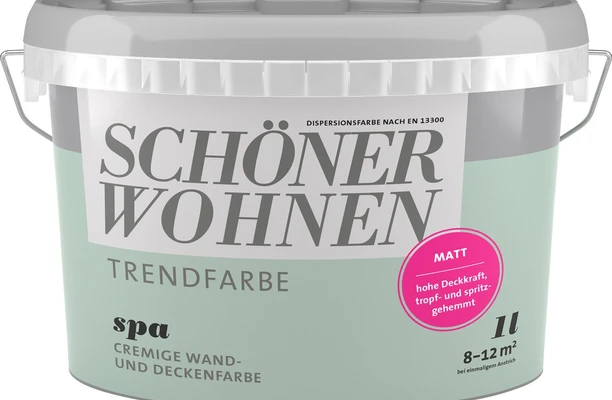 DISPERSIONSFARBE NACH EN 13300
SCHÖNER
WOHNEN
TRENDFARBE
MATT
hohe Deckkraft,
tropf- und spritz-
gehemmt
spa
CREMIGE WAND-
UND DECKENFARBE
1l
8–12 m²
bei einmaligem Anstrich